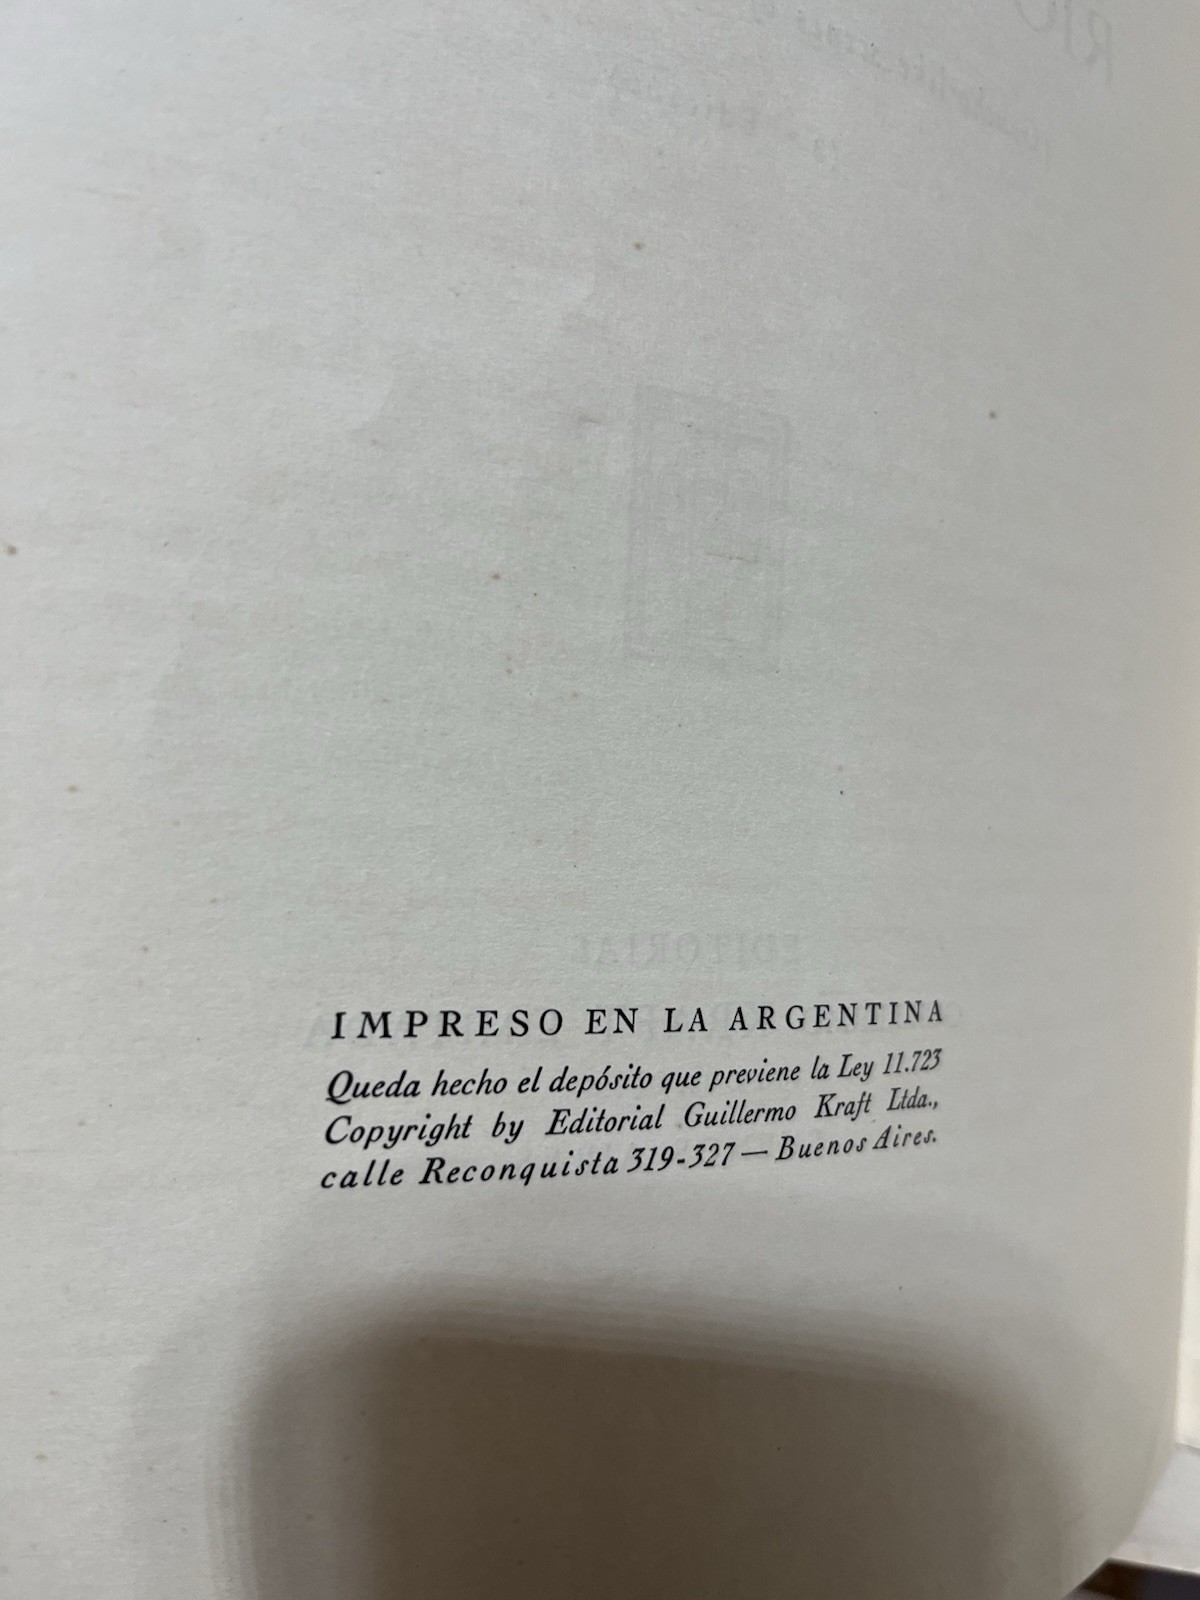 IMPRESO EN LA ARGENTINA
Queda hecho el depósito que previene la Ley 11.723
Copyright by Editorial Guillermo Kraft Ltda.,
calle Reconquista 319-327 — Buenos Aires.